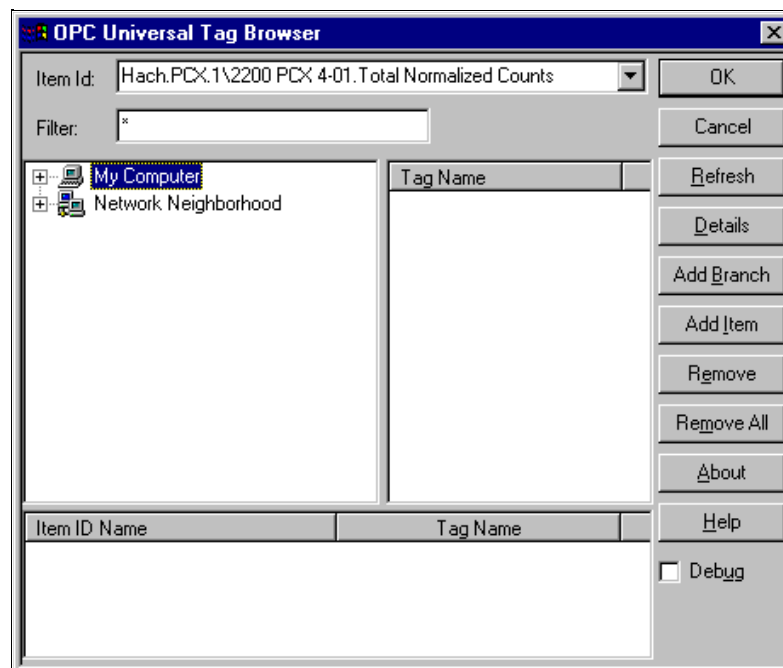 OPC Universal Tag Browser
Item Id: Hach.PCX.1\2200 PCX 4-01.Total Normalized Counts
OK
Filter: *
Cancel
My Computer
Network Neighborhood
Tag Name
Refresh
Details
Add Branch
Add Item
Remove
Remove All
About
Help
Item ID Name Tag Name
Debug